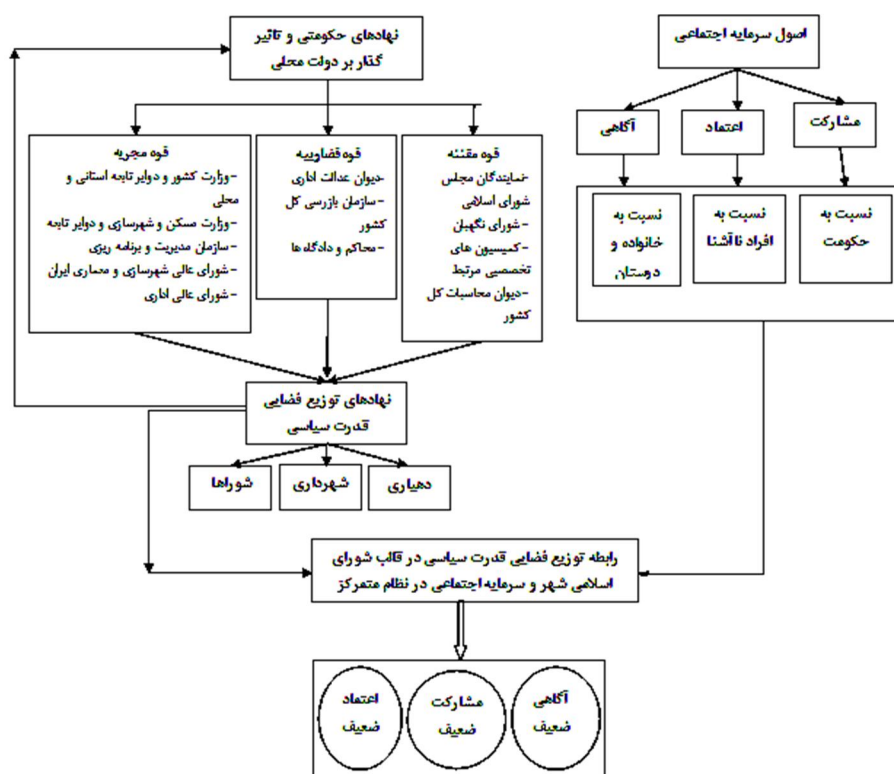 اصول سرمایه اجتماعی
آگاهی
اعتماد
مشارکت
نسبت به
خانواده و
دوستان
نسبت به
افراد ناآشنا
نسبت به
حکومت
نهادهای حکومتی و تاثیر
گذار بر دولت محلی
قوه مقننه
-نمایندگان مجلس
شورای اسلامی
-شورای نگهبان
-کمیسیون های
تخصصی مرتبط
-دیوان محاسبات کل
کشور
قوه قضاوییه
-دیوان عدالت اداری
-سازمان بازرسی کل
کشور
-محاکم و دادگاه ها
قوه مجریه
-وزارت کشور و دوایر تابعه استانی و
محلی
-وزارت مسکن و شهرسازی و دوایر تابعه
-سازمان مدیریت و برنامه ریزی
-شورای عالی شهرسازی و معماری ایران
-شورای عالی اداری
نهادهای توزیع فضایی
قدرت سیاسی
دهیاری
شهرداری
شوراها
رابطه توزیع فضایی قدرت سیاسی در قالب شورای
اسلامی شهر و سرمایه اجتماعی در نظام متمرکز
آگاهی
ضعیف
مشارکت
ضعیف
اعتماد
ضعیف